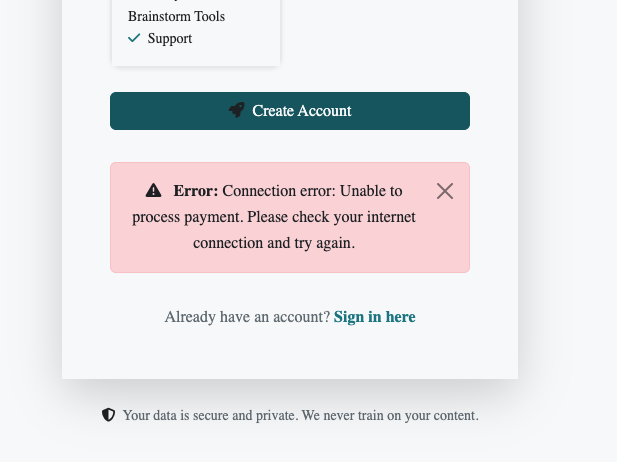 Brainstorm Tools
Support
Create Account
Error: Connection error: Unable to
process payment. Please check your internet
connection and try again.
Already have an account? Sign in here
Your data is secure and private. We never train on your content.